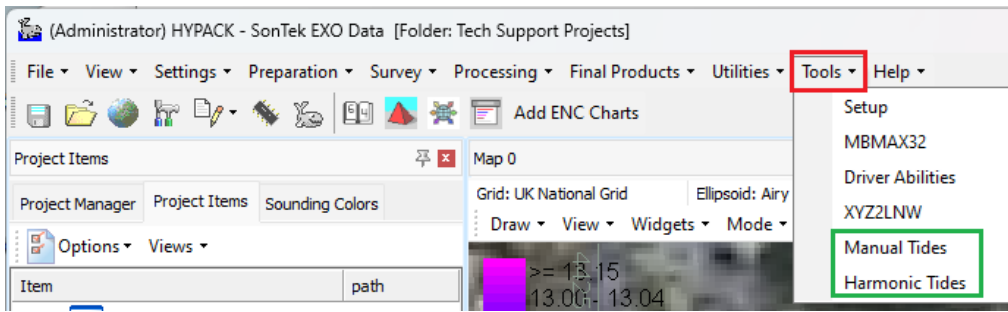 (Administrator) HYPACK - SonTek EXO Data [Folder: Tech Support Projects]
File View Settings Preparation Survey Processing Final Products Utilities Tools Help
Add ENC Charts
Setup
MBMAX32
Driver Abilities
XYZ2LNW
Manual Tides
Harmonic Tides
Project Items
Project Manager Project Items Sounding Colors
Options Views
Item path
Map 0
Grid: UK National Grid Ellipsoid: Airy
Draw View Widgets Mode
>= 13.15
13.00 - 13.04